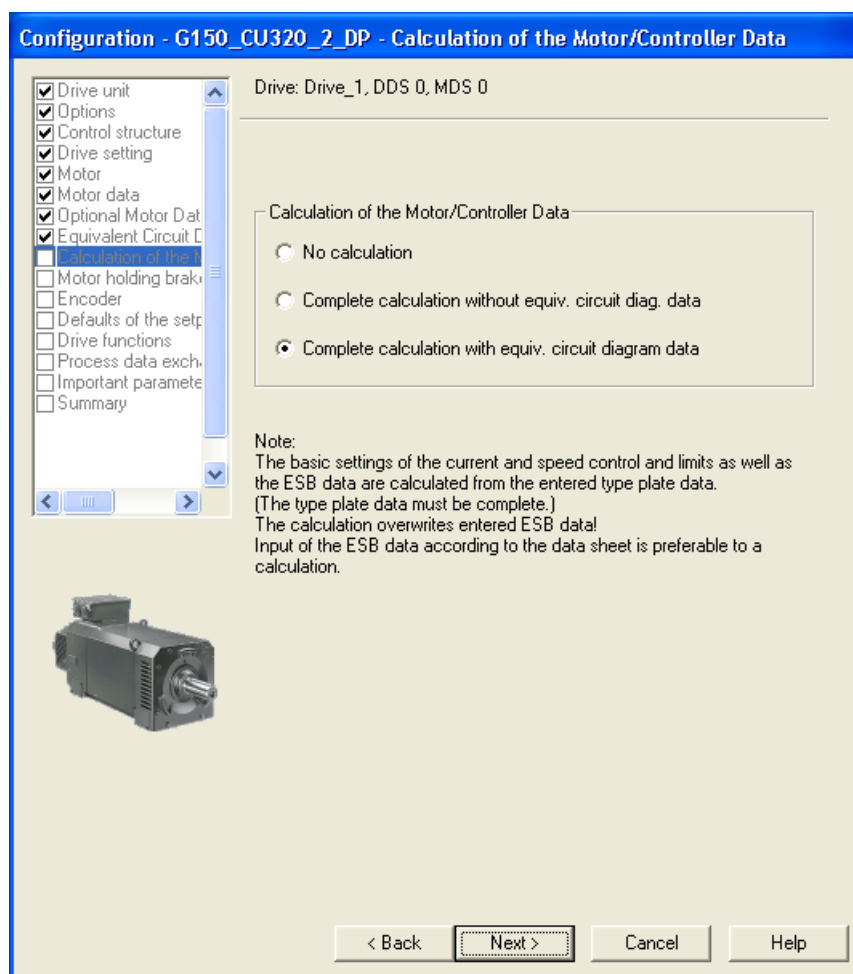 Configuration - G150_CU320_2_DP - Calculation of the Motor/Controller Data
Drive unit
Options
Control structure
Drive setting
Motor
Motor data
Optional Motor Dat
Equivalent Circuit D
Calculation of the M
Motor holding brak
Encoder
Defaults of the setp
Drive functions
Process data exch
Important paramete
Summary
Drive: Drive_1, DDS 0, MDS 0
Calculation of the Motor/Controller Data
No calculation
Complete calculation without equiv. circuit diag. data
Complete calculation with equiv. circuit diagram data
Note:
The basic settings of the current and speed control and limits as well as
the ESB data are calculated from the entered type plate data.
(The type plate data must be complete.)
The calculation overwrites entered ESB data!
Input of the ESB data according to the data sheet is preferable to a
calculation.
< Back
Next >
Cancel
Help